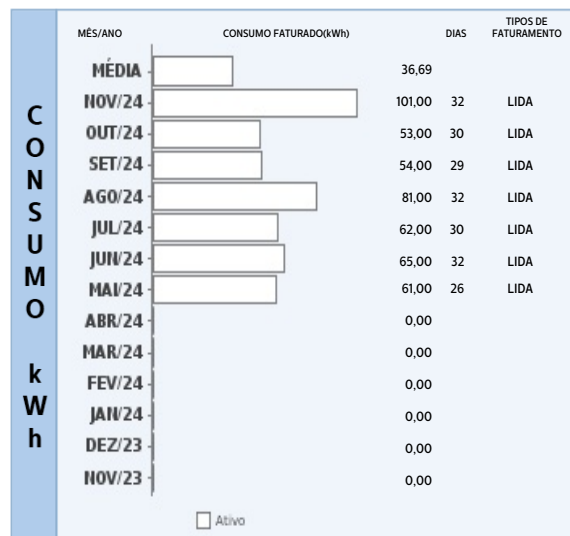 CONSUMO kWh
MÊS/ANO CONSUMO FATURADO(kWh) DIAS TIPOS DE FATURAMENTO
MÉDIA 36,69
NOV/24 101,00 32 LIDA
OUT/24 53,00 30 LIDA
SET/24 54,00 29 LIDA
AGO/24 81,00 32 LIDA
JUL/24 62,00 30 LIDA
JUN/24 65,00 32 LIDA
MAI/24 61,00 26 LIDA
ABR/24 0,00
MAR/24 0,00
FEV/24 0,00
JAN/24 0,00
DEZ/23 0,00
NOV/23 0,00
Ativo